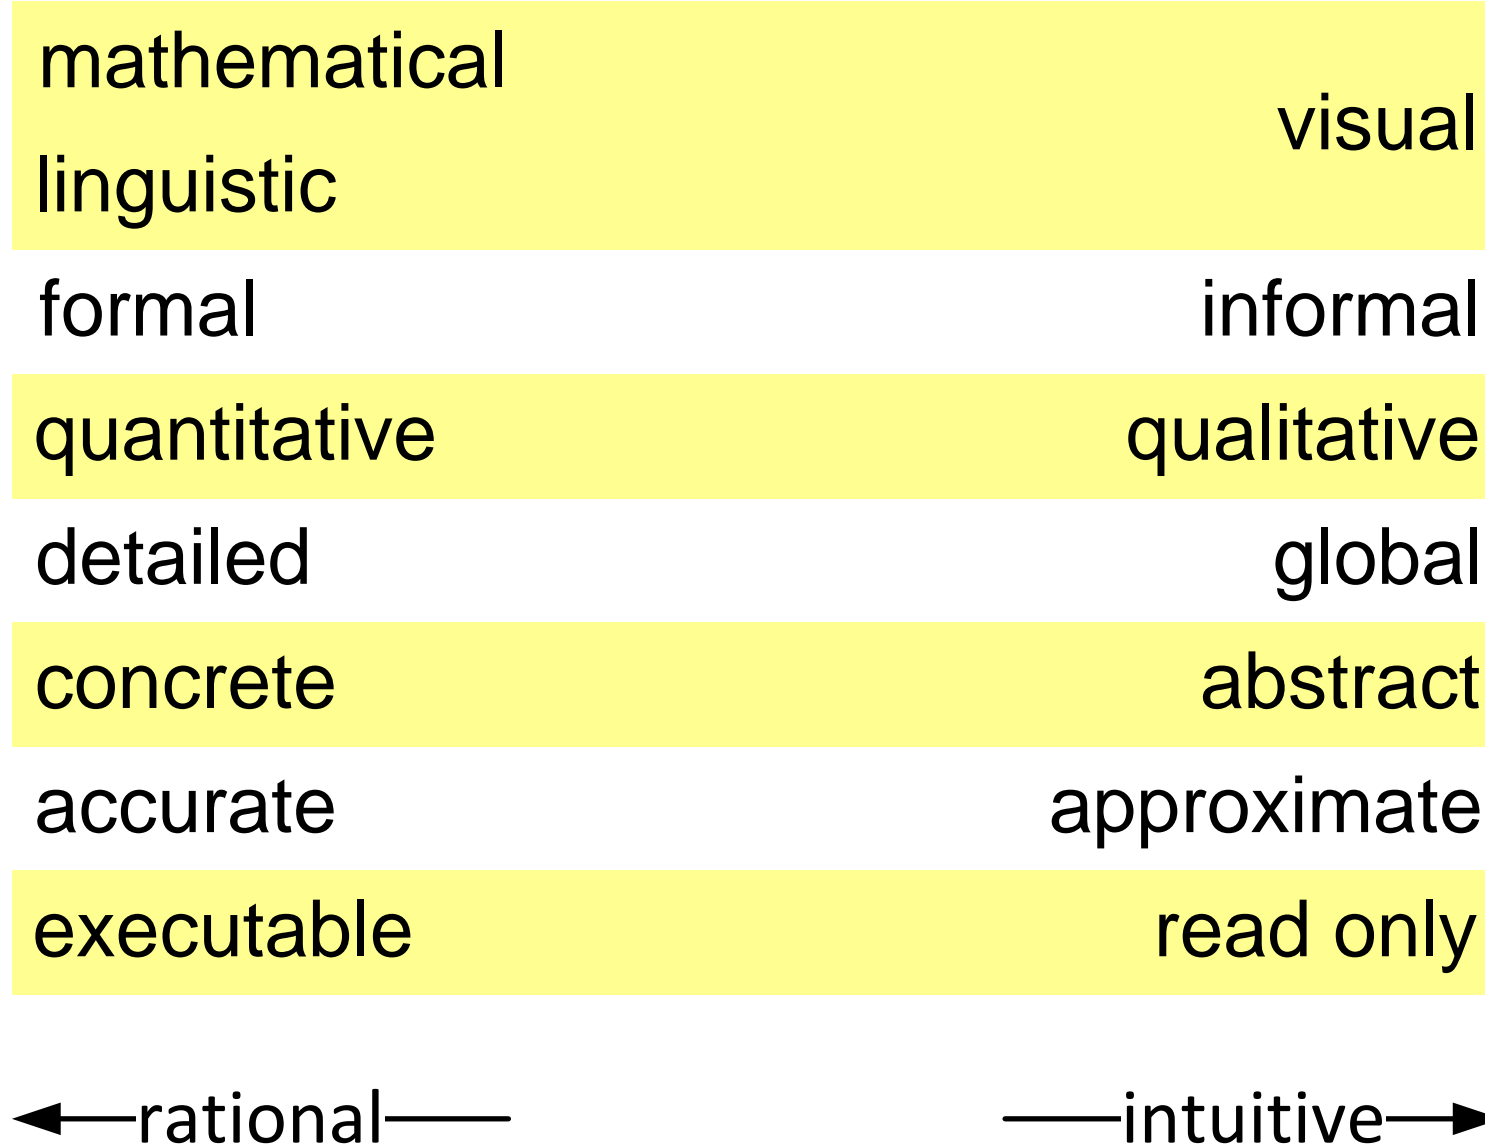 mathematical
visual
linguistic
formal informal
quantitative qualitative
detailed global
concrete abstract
accurate approximate
executable read only
rational intuitive